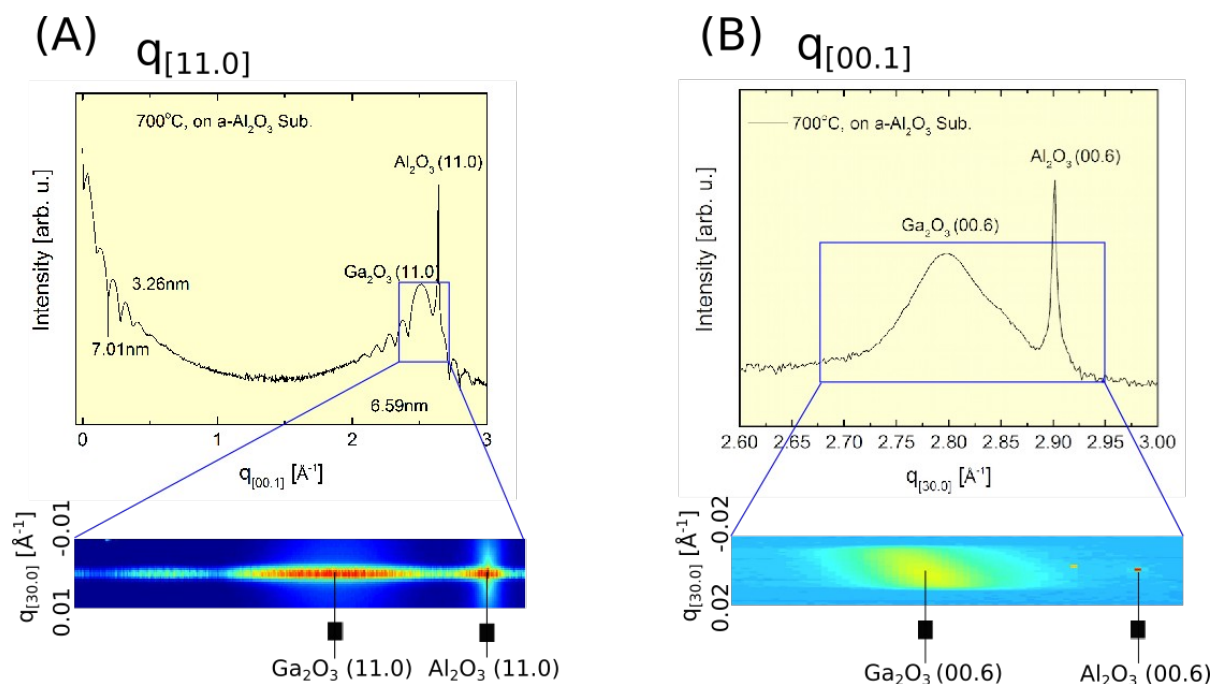 (A) q[11.0]
700°C, on a-Al₂O₃ Sub.
Al₂O₃ (11.0)
Ga₂O₃ (11.0)
3.26nm
7.01nm
6.59nm
Intensity [arb. u.]
0 1 2 3
q[00.1] [Å⁻¹]
q[30.0] [Å⁻¹]
-0.01
0.01
Ga₂O₃ (11.0) Al₂O₃ (11.0)
(B) q[00.1]
700°C, on a-Al₂O₃ Sub.
Al₂O₃ (00.6)
Ga₂O₃ (00.6)
Intensity [arb. u.]
2.60 2.65 2.70 2.75 2.80 2.85 2.90 2.95 3.00
q[30.0] [Å⁻¹]
q[30.0] [Å⁻¹]
-0.02
0.02
Ga₂O₃ (00.6) Al₂O₃ (00.6)